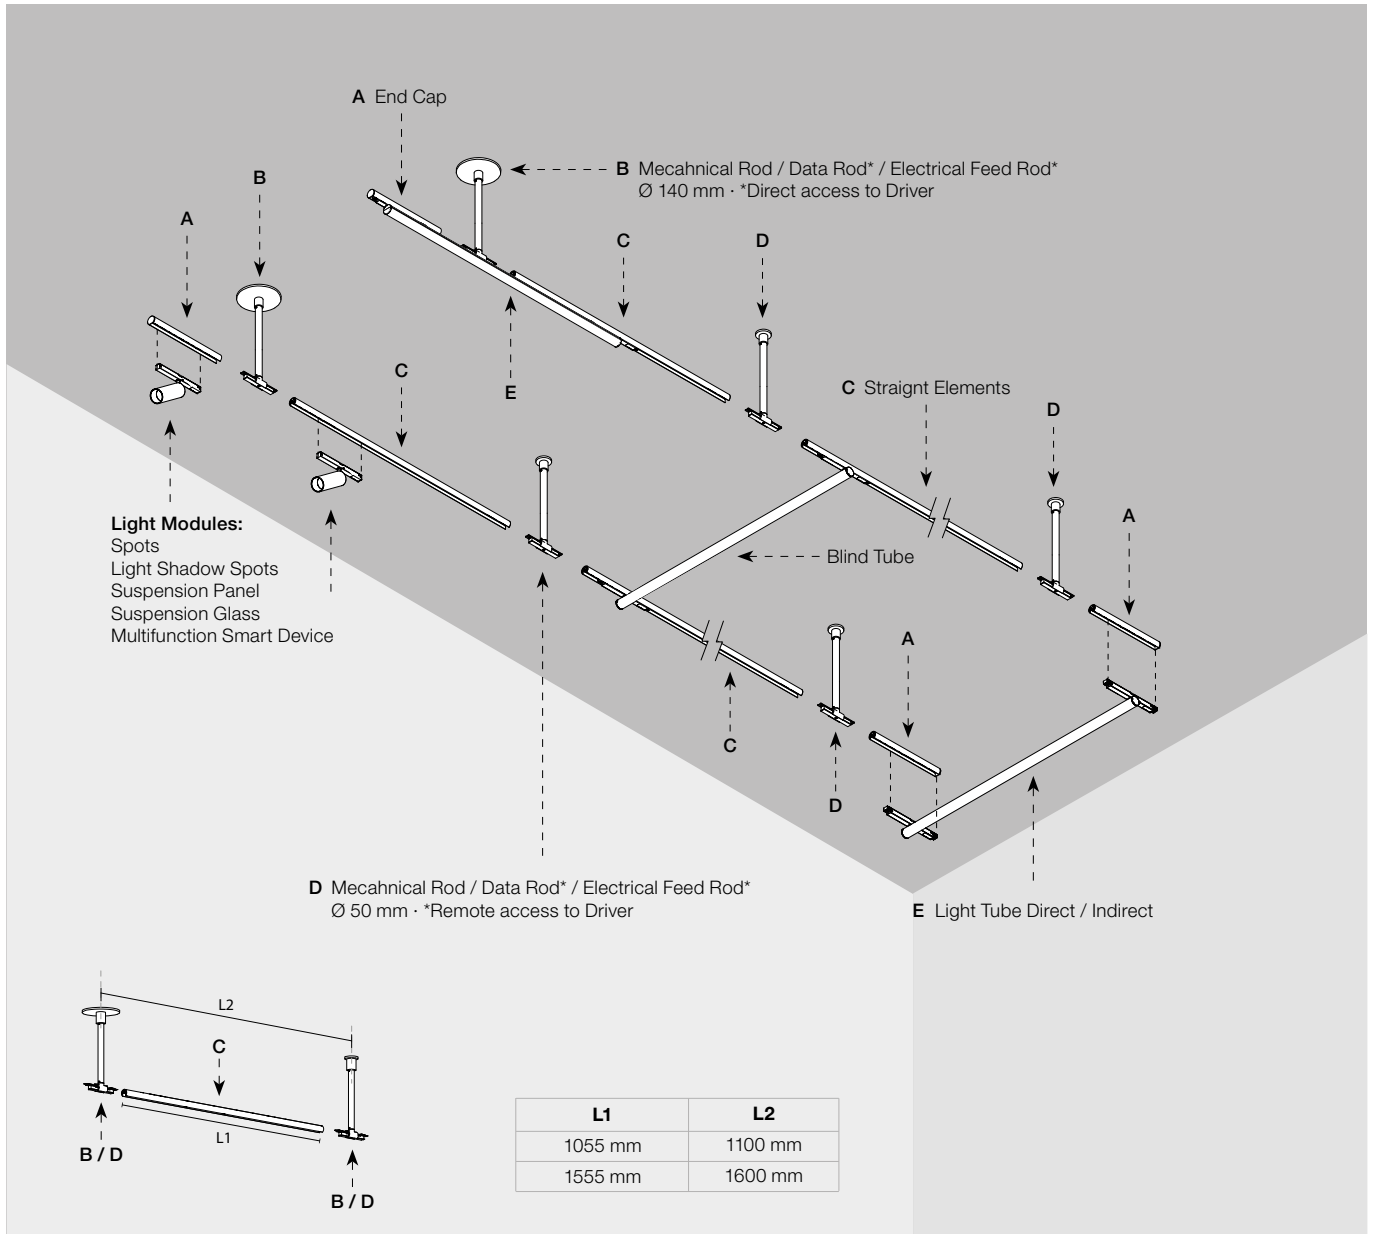 A End Cap
B Mecahnical Rod / Data Rod* / Electrical Feed Rod*
Ø 140 mm · *Direct access to Driver
B
A
C
D
C
E
C Straignt Elements
D
A
Blind Tube
Light Modules:
Spots
Light Shadow Spots
Suspension Panel
Suspension Glass
Multifunction Smart Device
A
C
D
D Mecahnical Rod / Data Rod* / Electrical Feed Rod*
Ø 50 mm · *Remote access to Driver
E Light Tube Direct / Indirect
L2
C
L1
B / D
B / D
L1 L2
1055 mm 1100 mm
1555 mm 1600 mm